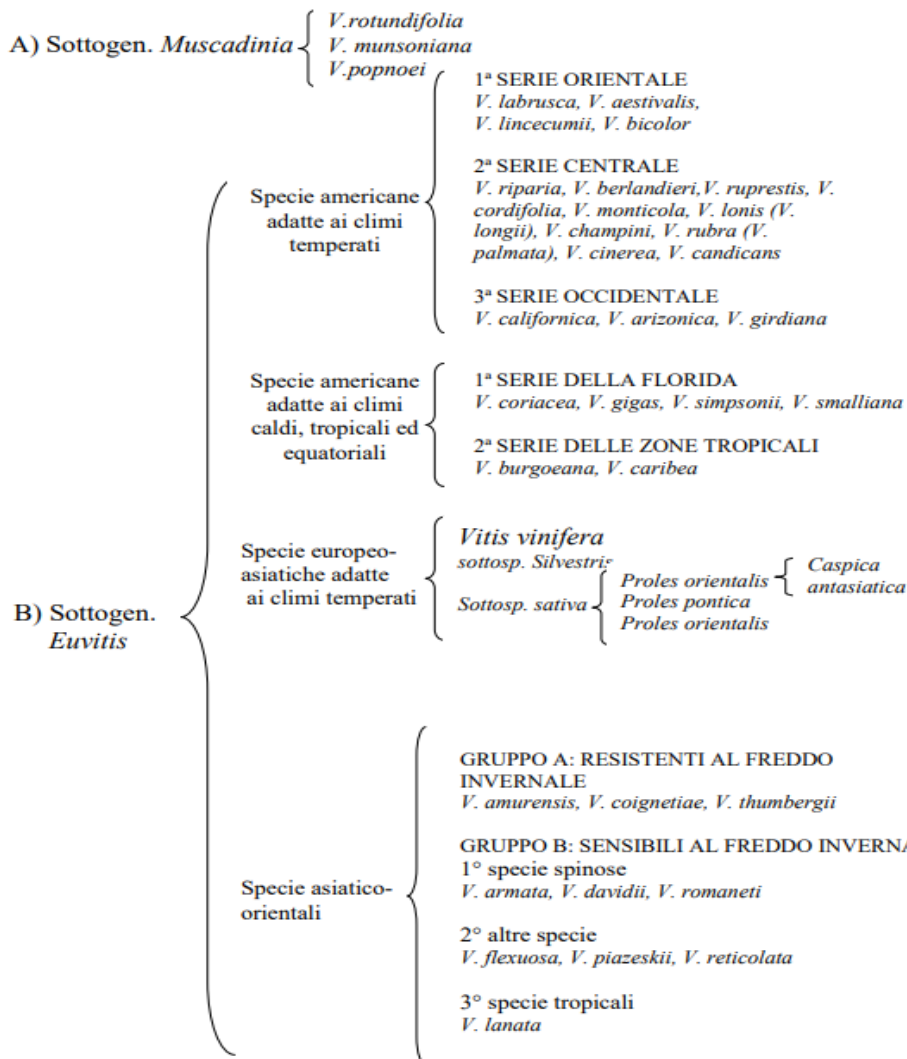 A) Sottogen. Muscadinia
V.rotundifolia
V. munsoniana
V.popnoei
B) Sottogen.
Euvitis
Specie americane
adatte ai climi
temperati
1ª SERIE ORIENTALE
V. labrusca, V. aestivalis,
V. lincecumii, V. bicolor
2ª SERIE CENTRALE
V. riparia, V. berlandieri,V. ruprestis, V.
cordifolia, V. monticola, V. lonis (V.
longii), V. champini, V. rubra (V.
palmata), V. cinerea, V. candicans
3ª SERIE OCCIDENTALE
V. californica, V. arizonica, V. girdiana
Specie americane
adatte ai climi
caldi, tropicali ed
equatoriali
1ª SERIE DELLA FLORIDA
V. coriacea, V. gigas, V. simpsonii, V. smalliana
2ª SERIE DELLE ZONE TROPICALI
V. burgoeana, V. caribea
Specie europeo-
asiatiche adatte
ai climi temperati
Vitis vinifera
sottosp. Silvestris
Sottosp. sativa
Proles orientalis
Proles pontica
Proles orientalis
Caspica
antasiatica
Specie asiatico-
orientali
GRUPPO A: RESISTENTI AL FREDDO
INVERNALE
V. amurensis, V. coignetiae, V. thumbergii
GRUPPO B: SENSIBILI AL FREDDO INVERNA
1° specie spinose
V. armata, V. davidii, V. romaneti
2° altre specie
V. flexuosa, V. piazeskii, V. reticolata
3° specie tropicali
V. lanata